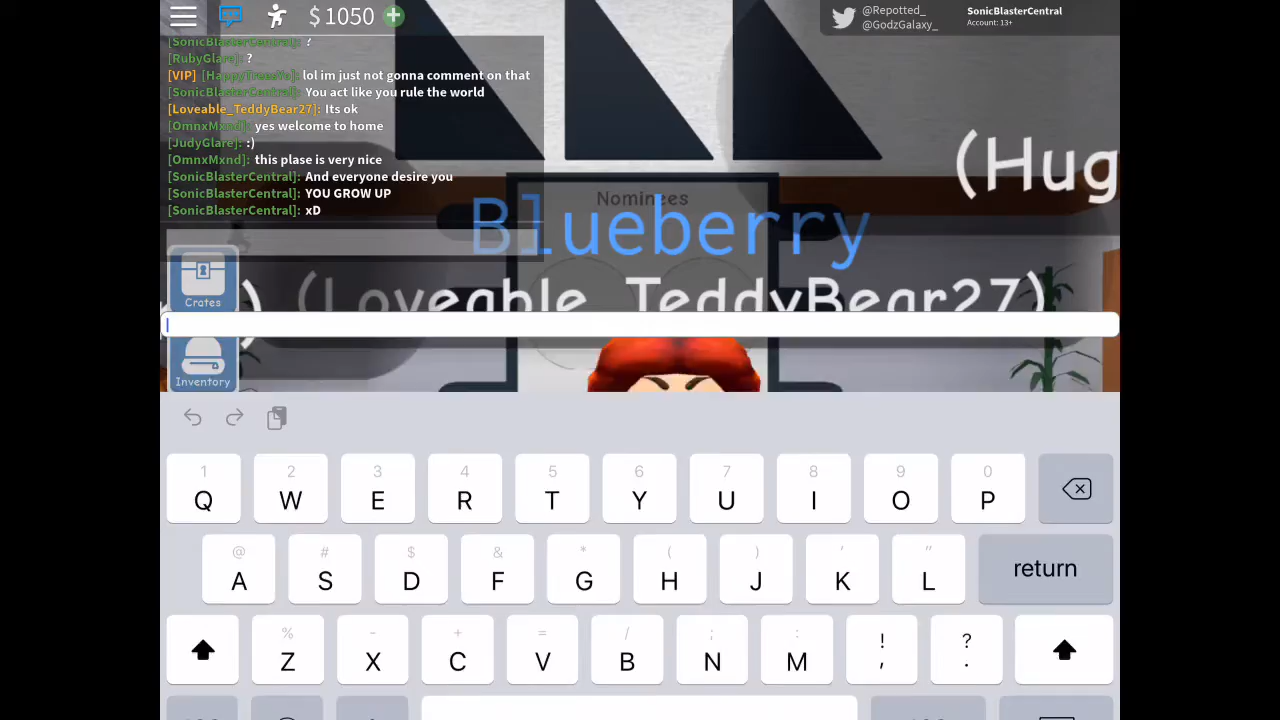 $ 1050
@Repotted_
@GodzGalaxy_
SonicBlasterCentral
Account: 13+
[SonicBlasterCentral]: ?
[RubyGlare]: ?
[VIP] [HappyTreesYo]: lol im just not gonna comment on that
[SonicBlasterCentral]: You act like you rule the world
[Loveable_TeddyBear27]: Its ok
[OmnxMxnd]: yes welcome to home
[JudyGlare]: :)
[OmnxMxnd]: this plase is very nice
[SonicBlasterCentral]: And everyone desire you
[SonicBlasterCentral]: YOU GROW UP
[SonicBlasterCentral]: xD
(Hug
Nominees
Blueberry
(Loveable_TeddyBear27)
Crates
Inventory
1 2 3 4 5 6 7 8 9 0
Q W E R T Y U I O P
@ # $ & * ( ) ' "
A S D F G H J K L return
% - + = / ; : ! ?
Z X C V B N M , .